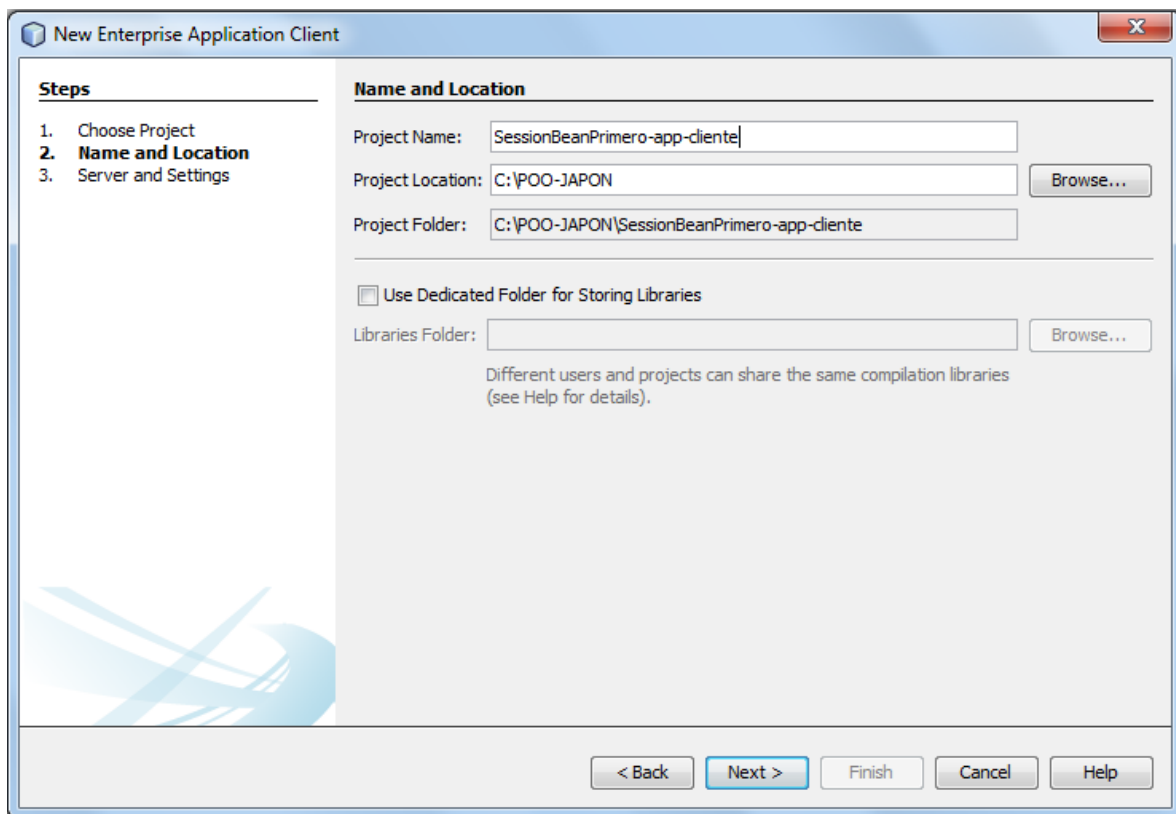 New Enterprise Application Client
Steps
1. Choose Project
2. Name and Location
3. Server and Settings
Name and Location
Project Name: SessionBeanPrimero-app-cliente
Project Location: C:\POO-JAPON Browse...
Project Folder: C:\POO-JAPON\SessionBeanPrimero-app-cliente
Use Dedicated Folder for Storing Libraries
Libraries Folder: Browse...
Different users and projects can share the same compilation libraries
(see Help for details).
< Back Next > Finish Cancel Help